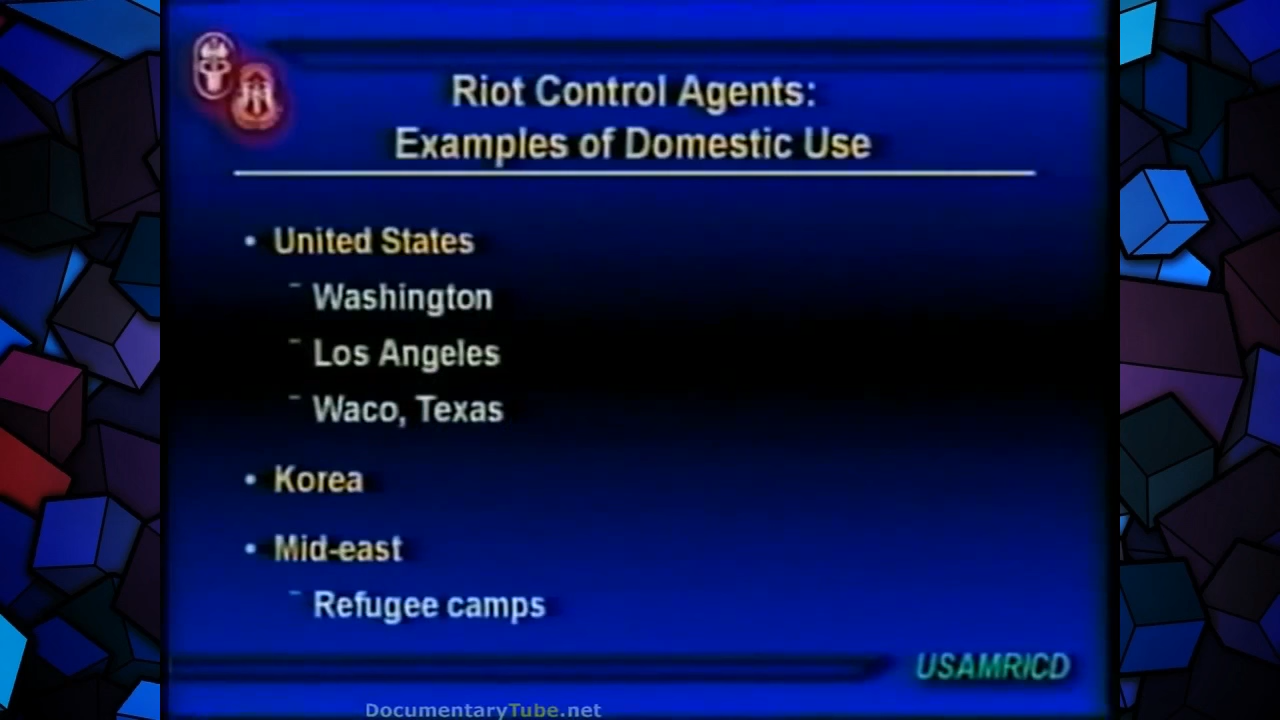 Riot Control Agents:
Examples of Domestic Use
• United States
– Washington
– Los Angeles
– Waco, Texas
• Korea
• Mid-east
– Refugee camps
USAMRICD
DocumentaryTube.net